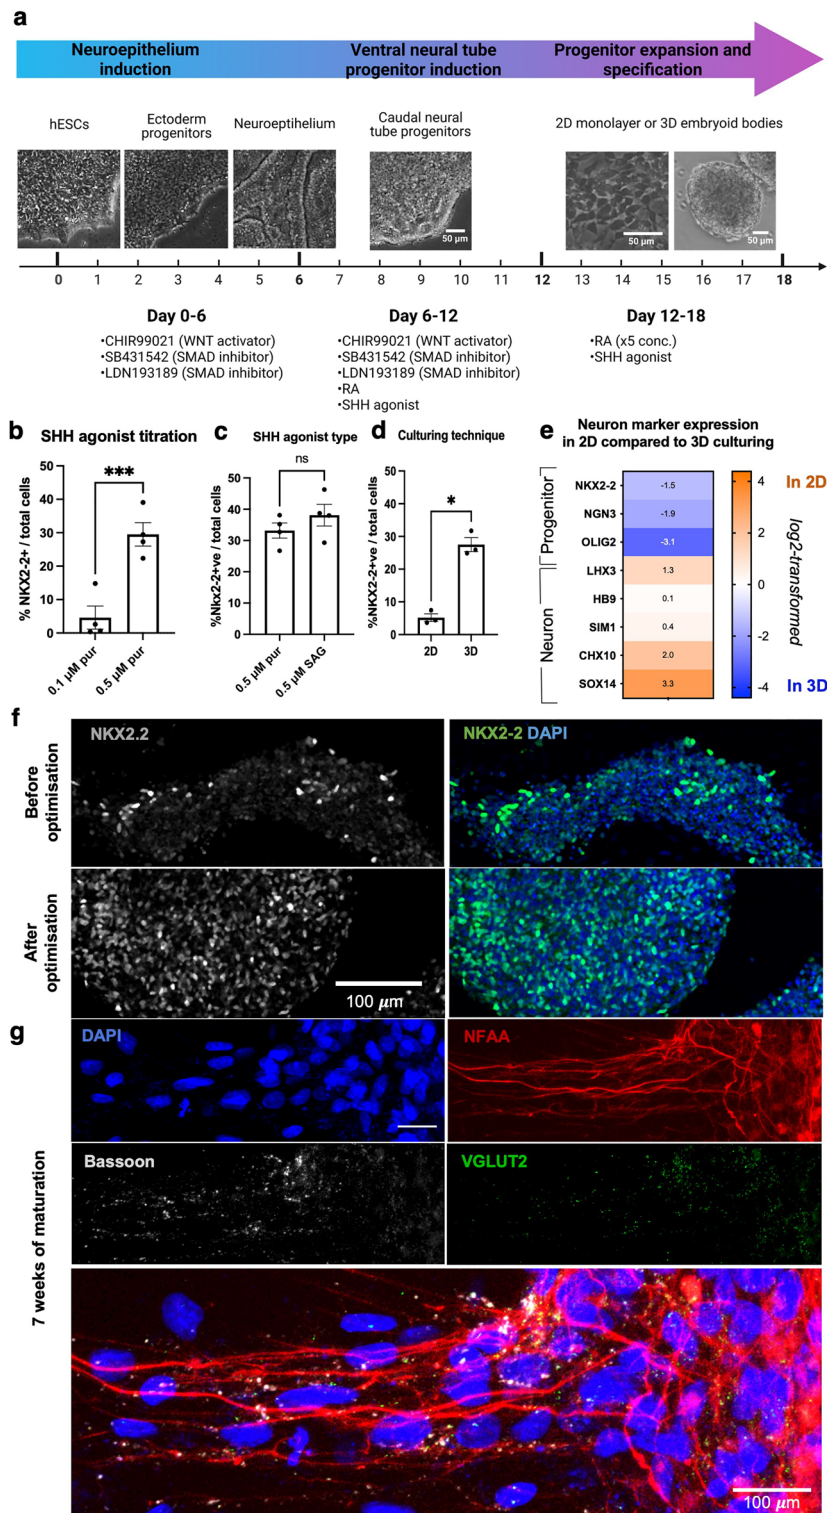 a
Neuroepithelium
induction
Ventral neural tube
progenitor induction
Progenitor expansion and
specification
hESCs
Ectoderm
progenitors
Neuroeptihelium
Caudal neural
tube progenitors
2D monolayer or 3D embryoid bodies
50 µm
50 µm
50 µm
0 1 2 3 4 5 6 7 8 9 10 11 12 13 14 15 16 17 18
Day 0-6
•CHIR99021 (WNT activator)
•SB431542 (SMAD inhibitor)
•LDN193189 (SMAD inhibitor)
Day 6-12
•CHIR99021 (WNT activator)
•SB431542 (SMAD inhibitor)
•LDN193189 (SMAD inhibitor)
•RA
•SHH agonist
Day 12-18
•RA (x5 conc.)
•SHH agonist
b
SHH agonist titration
% NKX2-2+ / total cells
50
40
30
20
10
0
***
0.1 µM pur
0.5 µM pur
c
SHH agonist type
%Nkx2-2+ve / total cells
50
40
30
20
10
0
ns
0.5 µM pur
0.5 µM SAG
d
Culturing technique
%NKX2-2+ve / total cells
50
40
30
20
10
0
*
2D
3D
e
Neuron marker expression
in 2D compared to 3D culturing
Progenitor
Neuron
NKX2-2 -1.5
NGN3 -1.9
OLIG2 -3.1
LHX3 1.3
HB9 0.1
SIM1 0.4
CHX10 2.0
SOX14 3.3
4
2
0
-2
-4
In 2D
log2-transformed
In 3D
f
Before
optimisation
NKX2.2
NKX2-2 DAPI
After
optimisation
100 µm
g
7 weeks of maturation
DAPI
NFAA
Bassoon
VGLUT2
100 µm